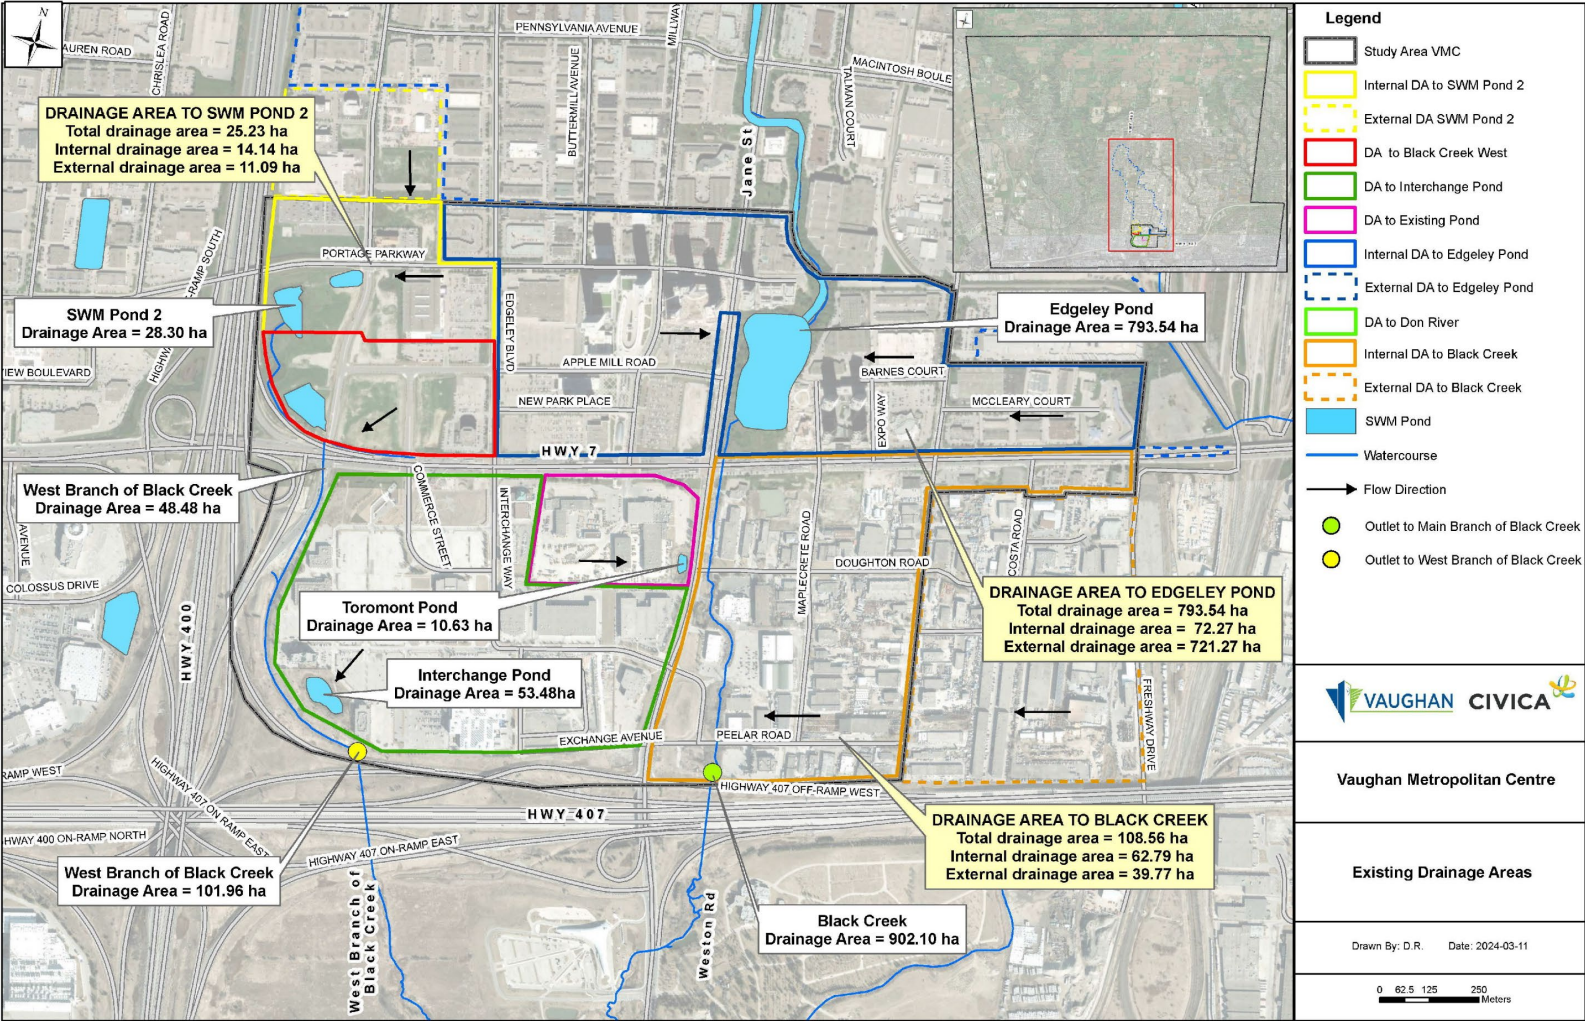 N
AUREN ROAD
CHRISLEA ROAD
PENNSYLVANIA AVENUE
MILLWAY
BUTTERMILL AVENUE
MACINTOSH BOULE
TALMAN COURT
Jane St
DRAINAGE AREA TO SWM POND 2
Total drainage area = 25.23 ha
Internal drainage area = 14.14 ha
External drainage area = 11.09 ha
PORTAGE PARKWAY
-RAMP SOUTH
HIGHW
SWM Pond 2
Drainage Area = 28.30 ha
Edgeley Pond
Drainage Area = 793.54 ha
EDGELEY BLVD
APPLE MILL ROAD
BARNES COURT
IEW BOULEVARD
NEW PARK PLACE
EXPO WAY
MCCLEARY COURT
HWY 7
West Branch of Black Creek
Drainage Area = 48.48 ha
COMMERCE STREET
INTERCHANGE WAY
AVENUE
MAPLECRETE ROAD
COSTA ROAD
DOUGHTON ROAD
COLOSSUS DRIVE
HWY 400
Toromont Pond
Drainage Area = 10.63 ha
DRAINAGE AREA TO EDGELEY POND
Total drainage area = 793.54 ha
Internal drainage area = 72.27 ha
External drainage area = 721.27 ha
Interchange Pond
Drainage Area = 53.48ha
FRESHWAY DRIVE
EXCHANGE AVENUE
PEELAR ROAD
RAMP WEST
HIGHWAY 407 ON RAMP EAST
HIGHWAY 407 OFF-RAMP WEST
HWY 407
HWAY 400 ON-RAMP NORTH
HIGHWAY 407 ON-RAMP EAST
DRAINAGE AREA TO BLACK CREEK
Total drainage area = 108.56 ha
Internal drainage area = 62.79 ha
External drainage area = 39.77 ha
West Branch of Black Creek
Drainage Area = 101.96 ha
West Branch of
Black Creek
Weston Rd
Black Creek
Drainage Area = 902.10 ha
Legend
Study Area VMC
Internal DA to SWM Pond 2
External DA SWM Pond 2
DA to Black Creek West
DA to Interchange Pond
DA to Existing Pond
Internal DA to Edgeley Pond
External DA to Edgeley Pond
DA to Don River
Internal DA to Black Creek
External DA to Black Creek
SWM Pond
Watercourse
Flow Direction
Outlet to Main Branch of Black Creek
Outlet to West Branch of Black Creek
VAUGHAN CIVICA
Vaughan Metropolitan Centre
Existing Drainage Areas
Drawn By: D.R. Date: 2024-03-11
0 62.5 125 250
Meters